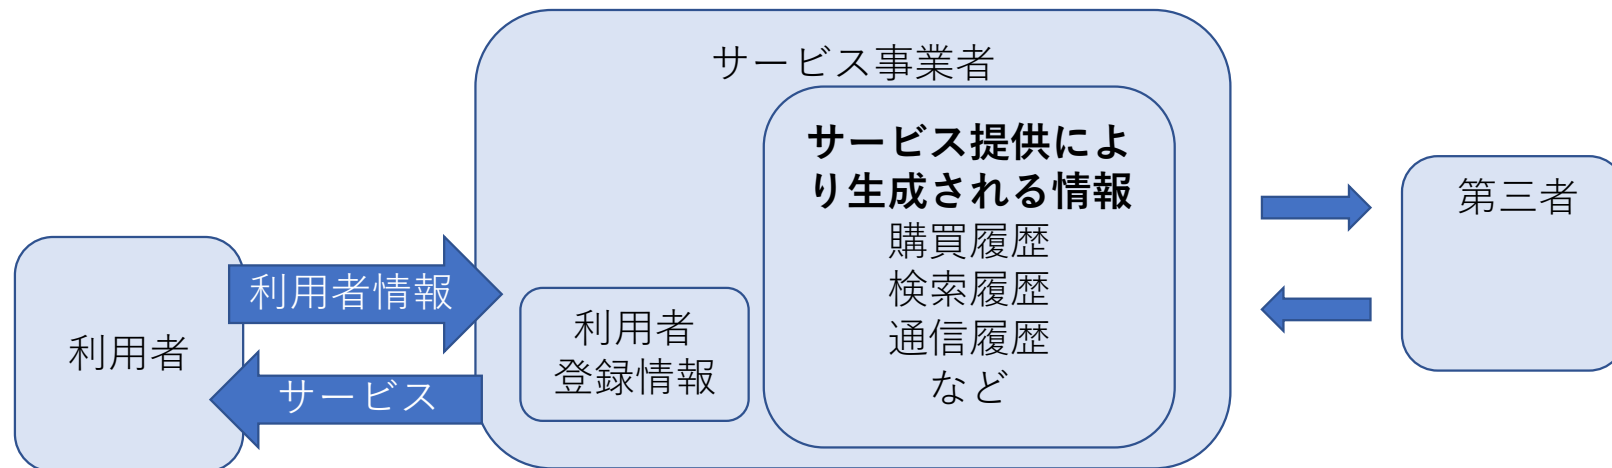 サービス事業者
サービス提供によ
り生成される情報
購買履歴
検索履歴
通信履歴
など
第三者
利用者情報
利用者
登録情報
利用者
サービス